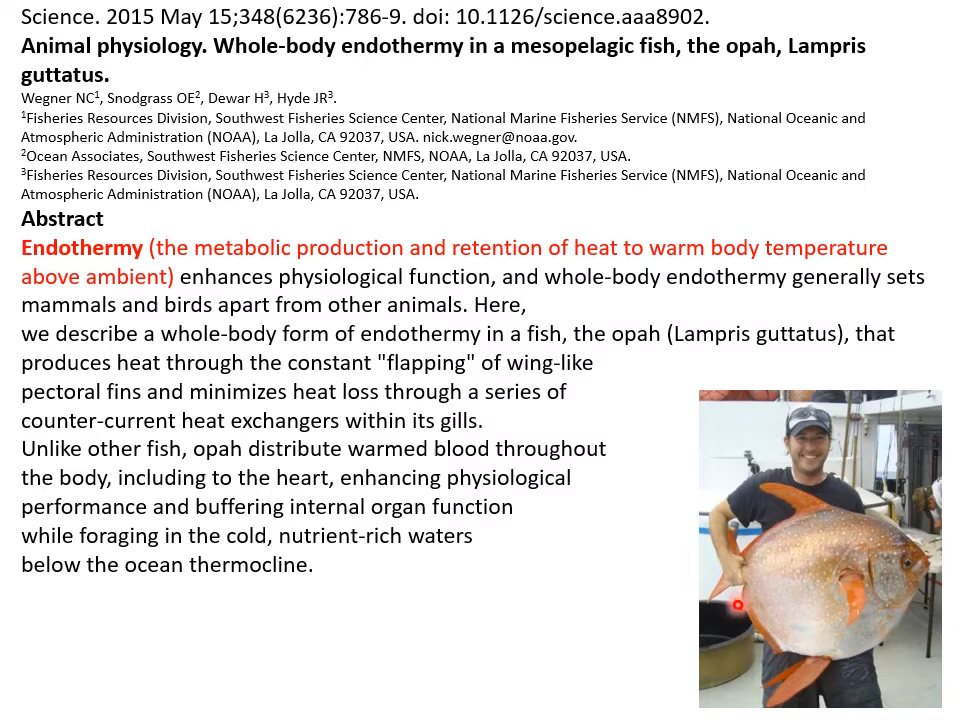 Science. 2015 May 15;348(6236):786-9. doi: 10.1126/science.aaa8902.
Animal physiology. Whole-body endothermy in a mesopelagic fish, the opah, Lampris
guttatus.
Wegner NC1, Snodgrass OE2, Dewar H3, Hyde JR3.
1Fisheries Resources Division, Southwest Fisheries Science Center, National Marine Fisheries Service (NMFS), National Oceanic and
Atmospheric Administration (NOAA), La Jolla, CA 92037, USA. nick.wegner@noaa.gov.
2Ocean Associates, Southwest Fisheries Science Center, NMFS, NOAA, La Jolla, CA 92037, USA.
3Fisheries Resources Division, Southwest Fisheries Science Center, National Marine Fisheries Service (NMFS), National Oceanic and
Atmospheric Administration (NOAA), La Jolla, CA 92037, USA.
Abstract
Endothermy (the metabolic production and retention of heat to warm body temperature
above ambient) enhances physiological function, and whole-body endothermy generally sets
mammals and birds apart from other animals. Here,
we describe a whole-body form of endothermy in a fish, the opah (Lampris guttatus), that
produces heat through the constant "flapping" of wing-like
pectoral fins and minimizes heat loss through a series of
counter-current heat exchangers within its gills.
Unlike other fish, opah distribute warmed blood throughout
the body, including to the heart, enhancing physiological
performance and buffering internal organ function
while foraging in the cold, nutrient-rich waters
below the ocean thermocline.